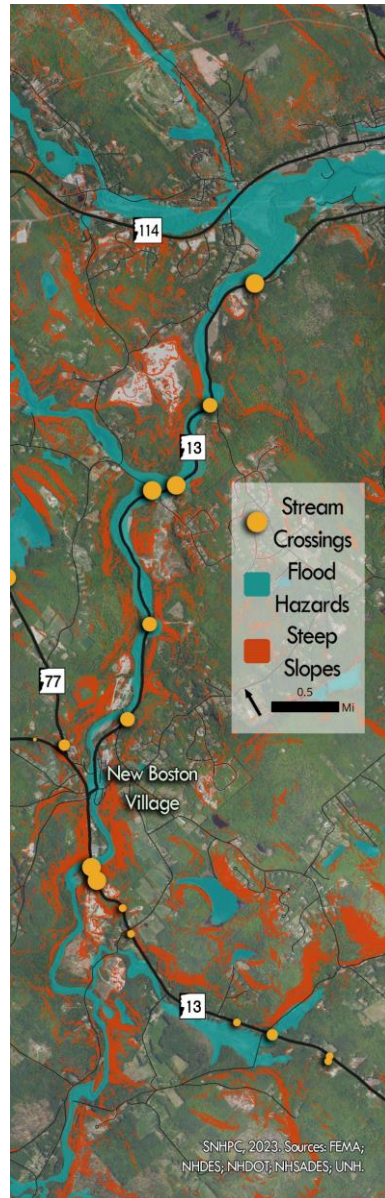 114
13
Stream
Crossings
Flood
Hazards
Steep
Slopes
0.5
Mi
77
New Boston
Village
13
SNHPC, 2023. Sources: FEMA;
NHDES; NHDOT; NHSADES; UNH.